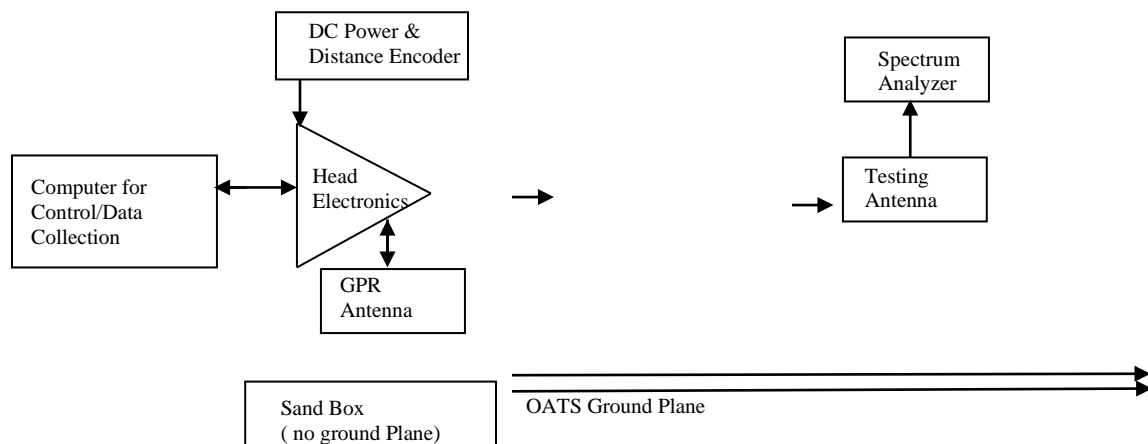 DC Power &
Distance Encoder
Spectrum
Analyzer
Computer for
Control/Data
Collection
Head
Electronics
Testing
Antenna
GPR
Antenna
Sand Box
( no ground Plane)
OATS Ground Plane